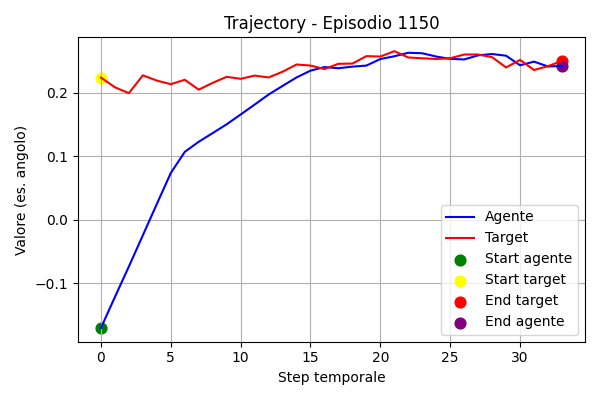 Trajectory - Episodio 1150
Valore (es. angolo)
0.2
0.1
0.0
−0.1
0
5
10
15
20
25
30
Step temporale
Agente
Target
Start agente
Start target
End target
End agente